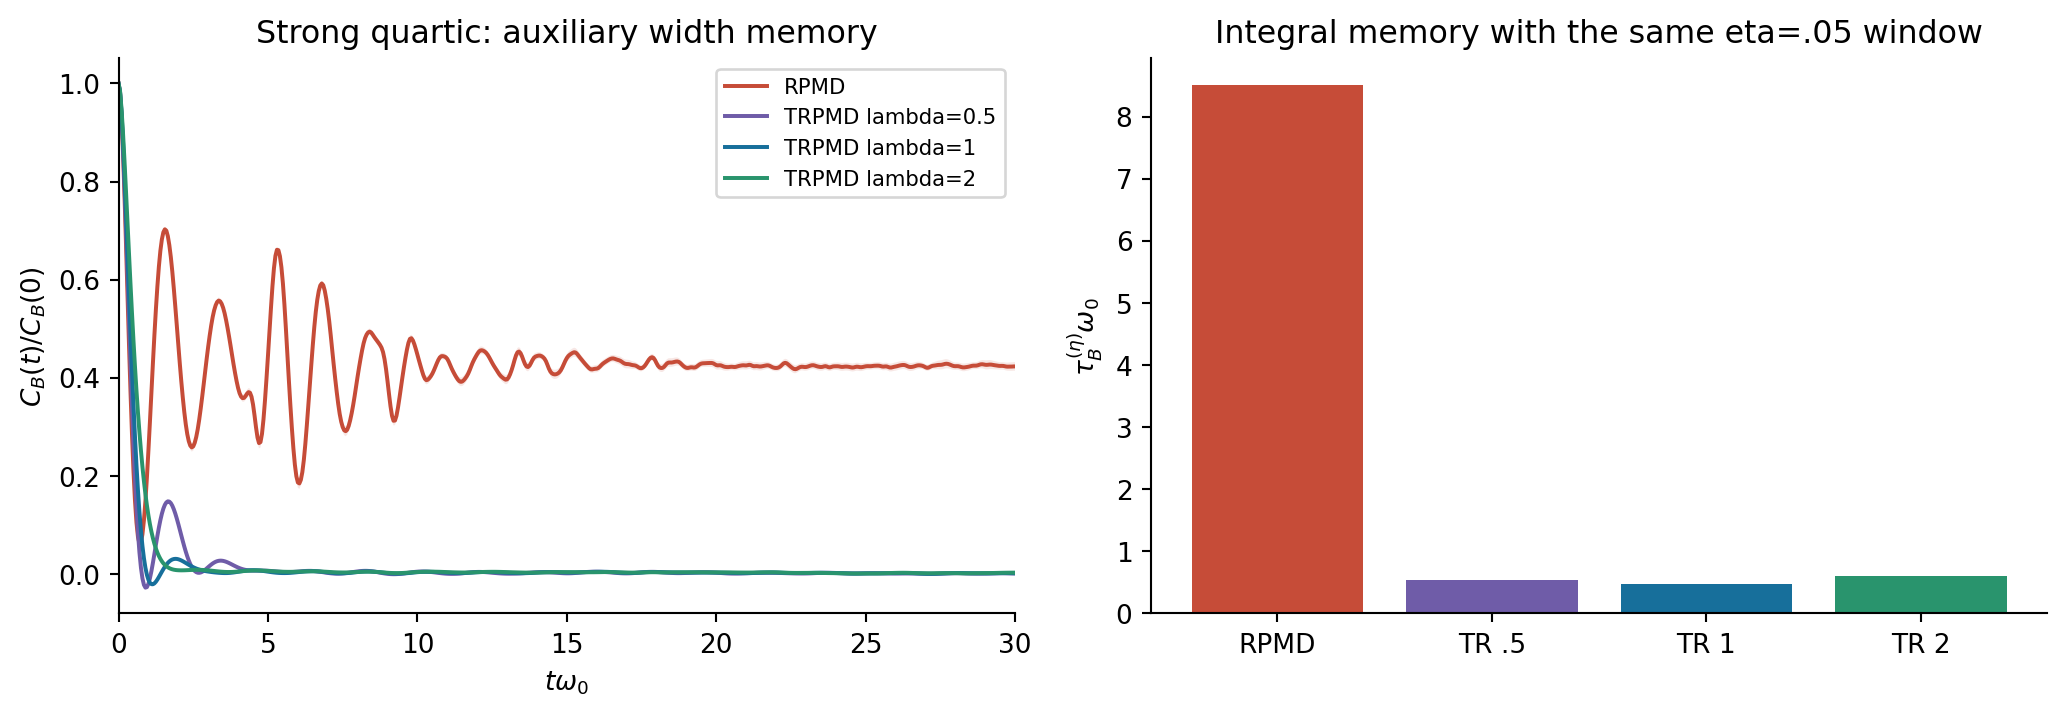 Strong quartic: auxiliary width memory
C_B(t)/C_B(0)
1.0
0.8
0.6
0.4
0.2
0.0
RPMD
TRPMD lambda=0.5
TRPMD lambda=1
TRPMD lambda=2
0 5 10 15 20 25 30
tω₀
Integral memory with the same eta=.05 window
τ_B^(η)ω₀
8
7
6
5
4
3
2
1
0
RPMD TR .5 TR 1 TR 2